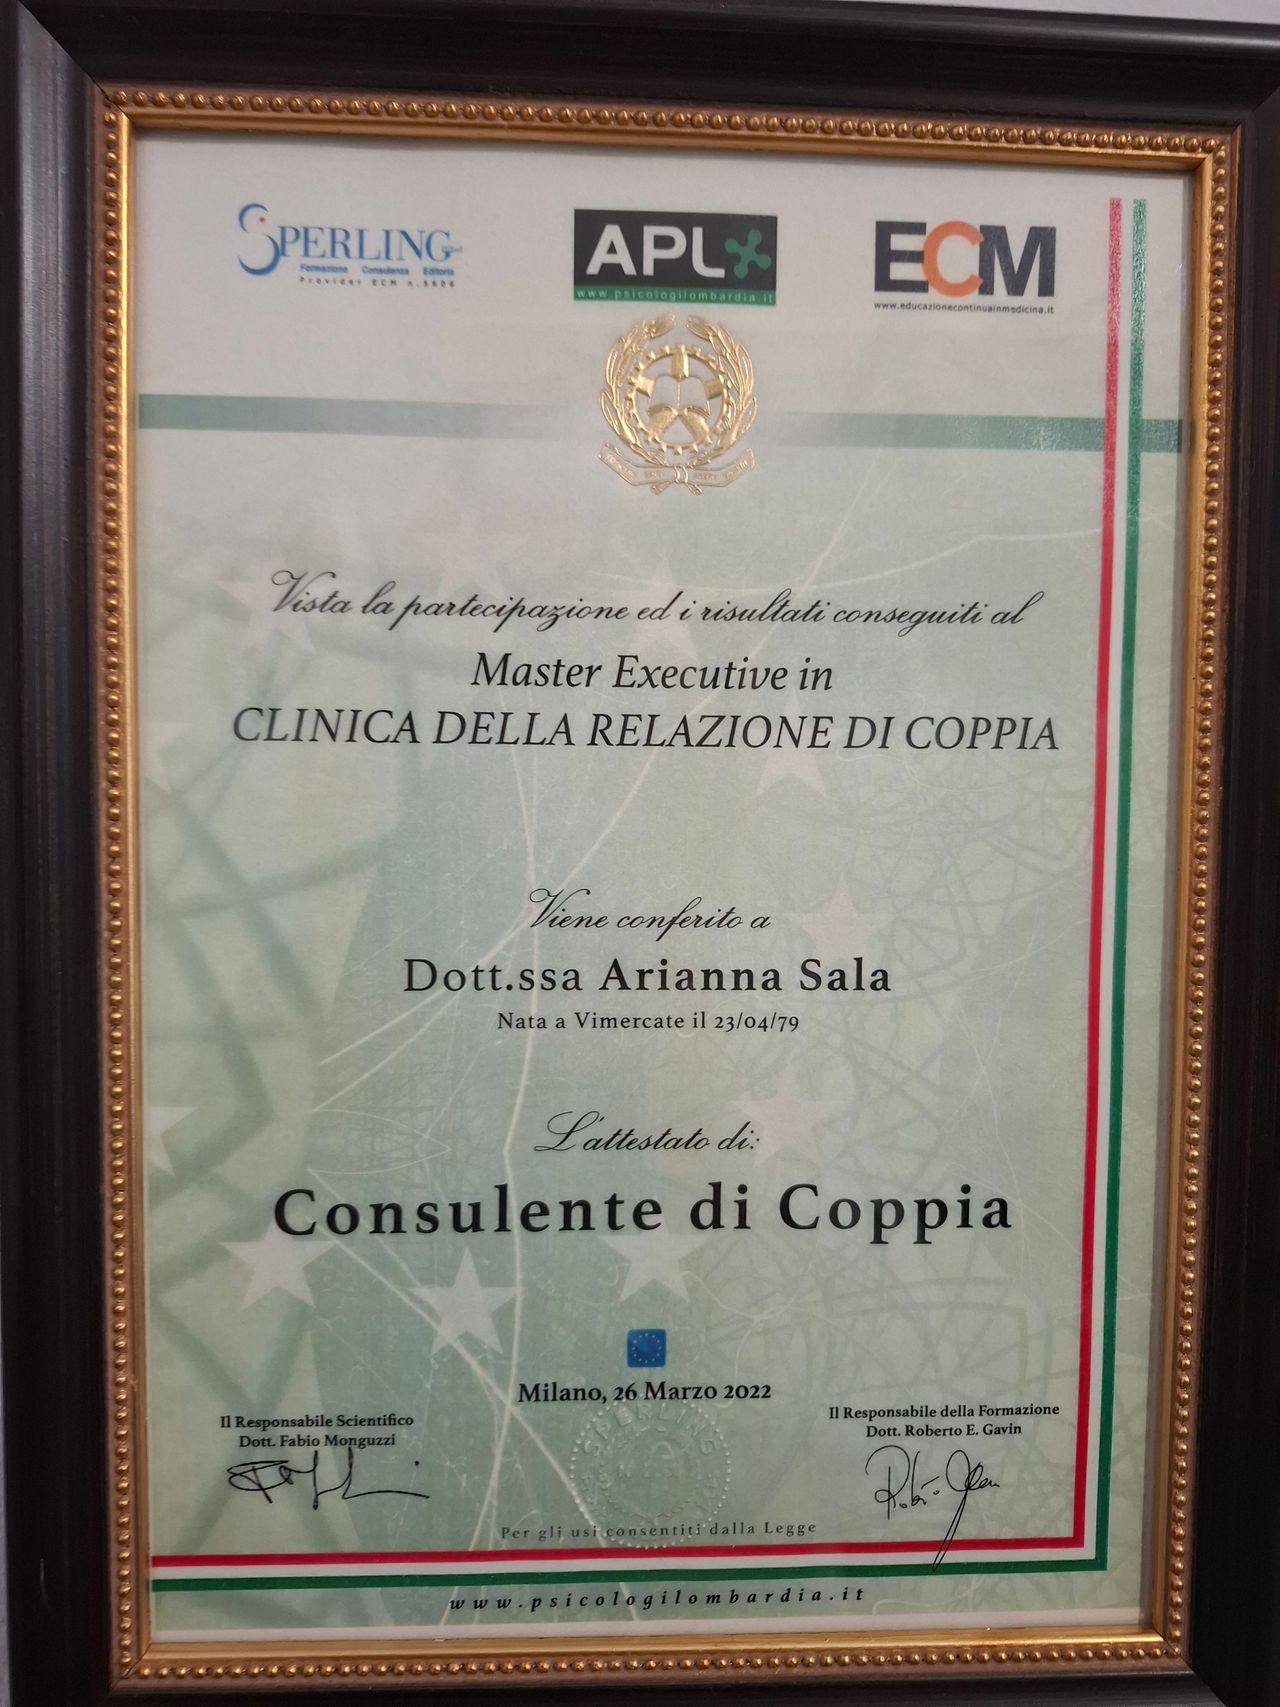 SPERLING
Formazione Consulenza Editoria
Provider ECM n.5608
APL
www.psicologilombardia.it
ECM
www.educazionecontinuainmedicina.it
Vista la partecipazione ed i risultati conseguiti al
Master Executive in
CLINICA DELLA RELAZIONE DI COPPIA
Viene conferito a
Dott.ssa Arianna Sala
Nata a Vimercate il 23/04/79
L'attestato di:
Consulente di Coppia
Milano, 26 Marzo 2022
Il Responsabile Scientifico
Dott. Fabio Monguzzi
Il Responsabile della Formazione
Dott. Roberto E. Gavin
SPERLING
Per gli usi consentiti dalla Legge
www.psicologilombardia.it